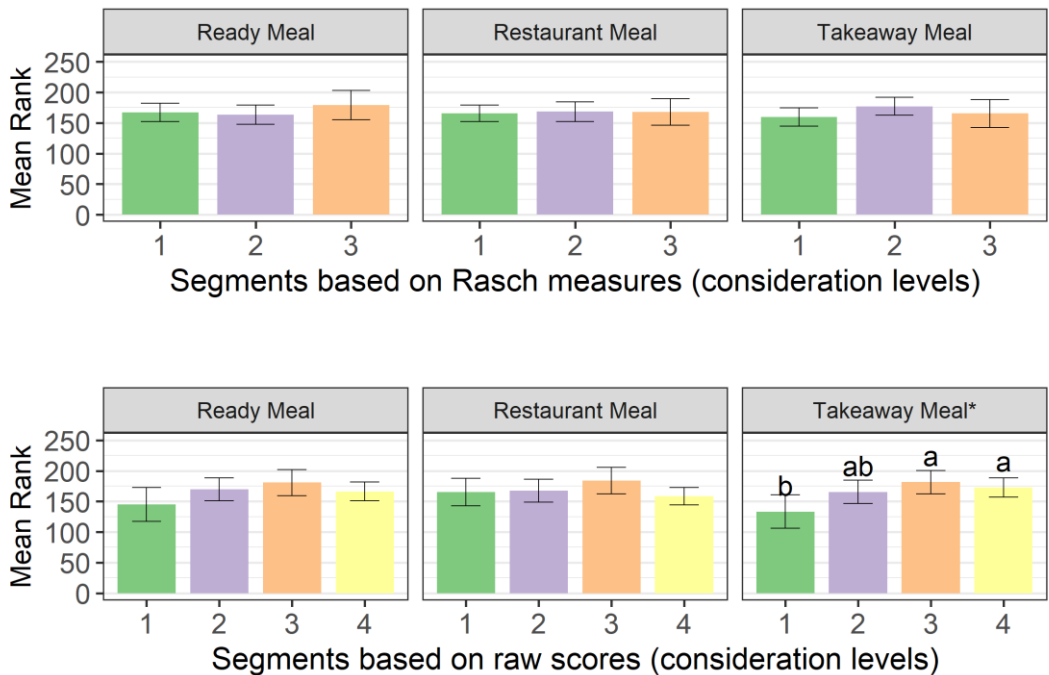 Ready Meal Restaurant Meal Takeaway Meal
Mean Rank
250
200
150
100
50
0
1 2 3 1 2 3 1 2 3
Segments based on Rasch measures (consideration levels)
Ready Meal Restaurant Meal Takeaway Meal*
Mean Rank
250
200
150
100
50
0
b ab a a
1 2 3 4 1 2 3 4 1 2 3 4
Segments based on raw scores (consideration levels)